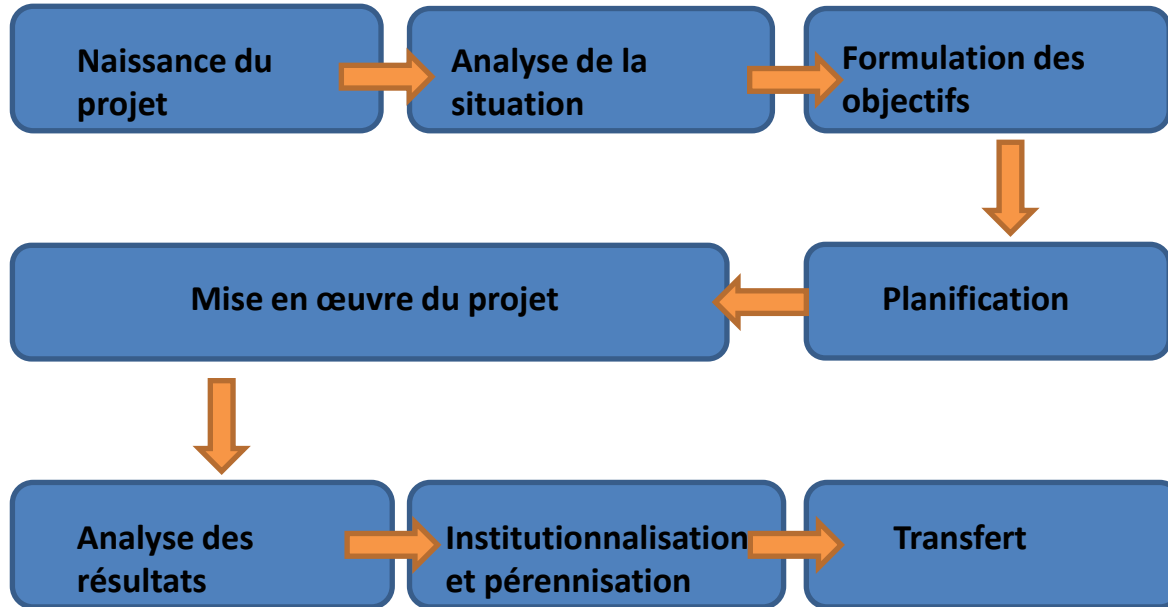 Naissance du
projet
Analyse de la
situation
Formulation des
objectifs
Mise en œuvre du projet
Planification
Analyse des
résultats
Institutionnalisation
et pérennisation
Transfert